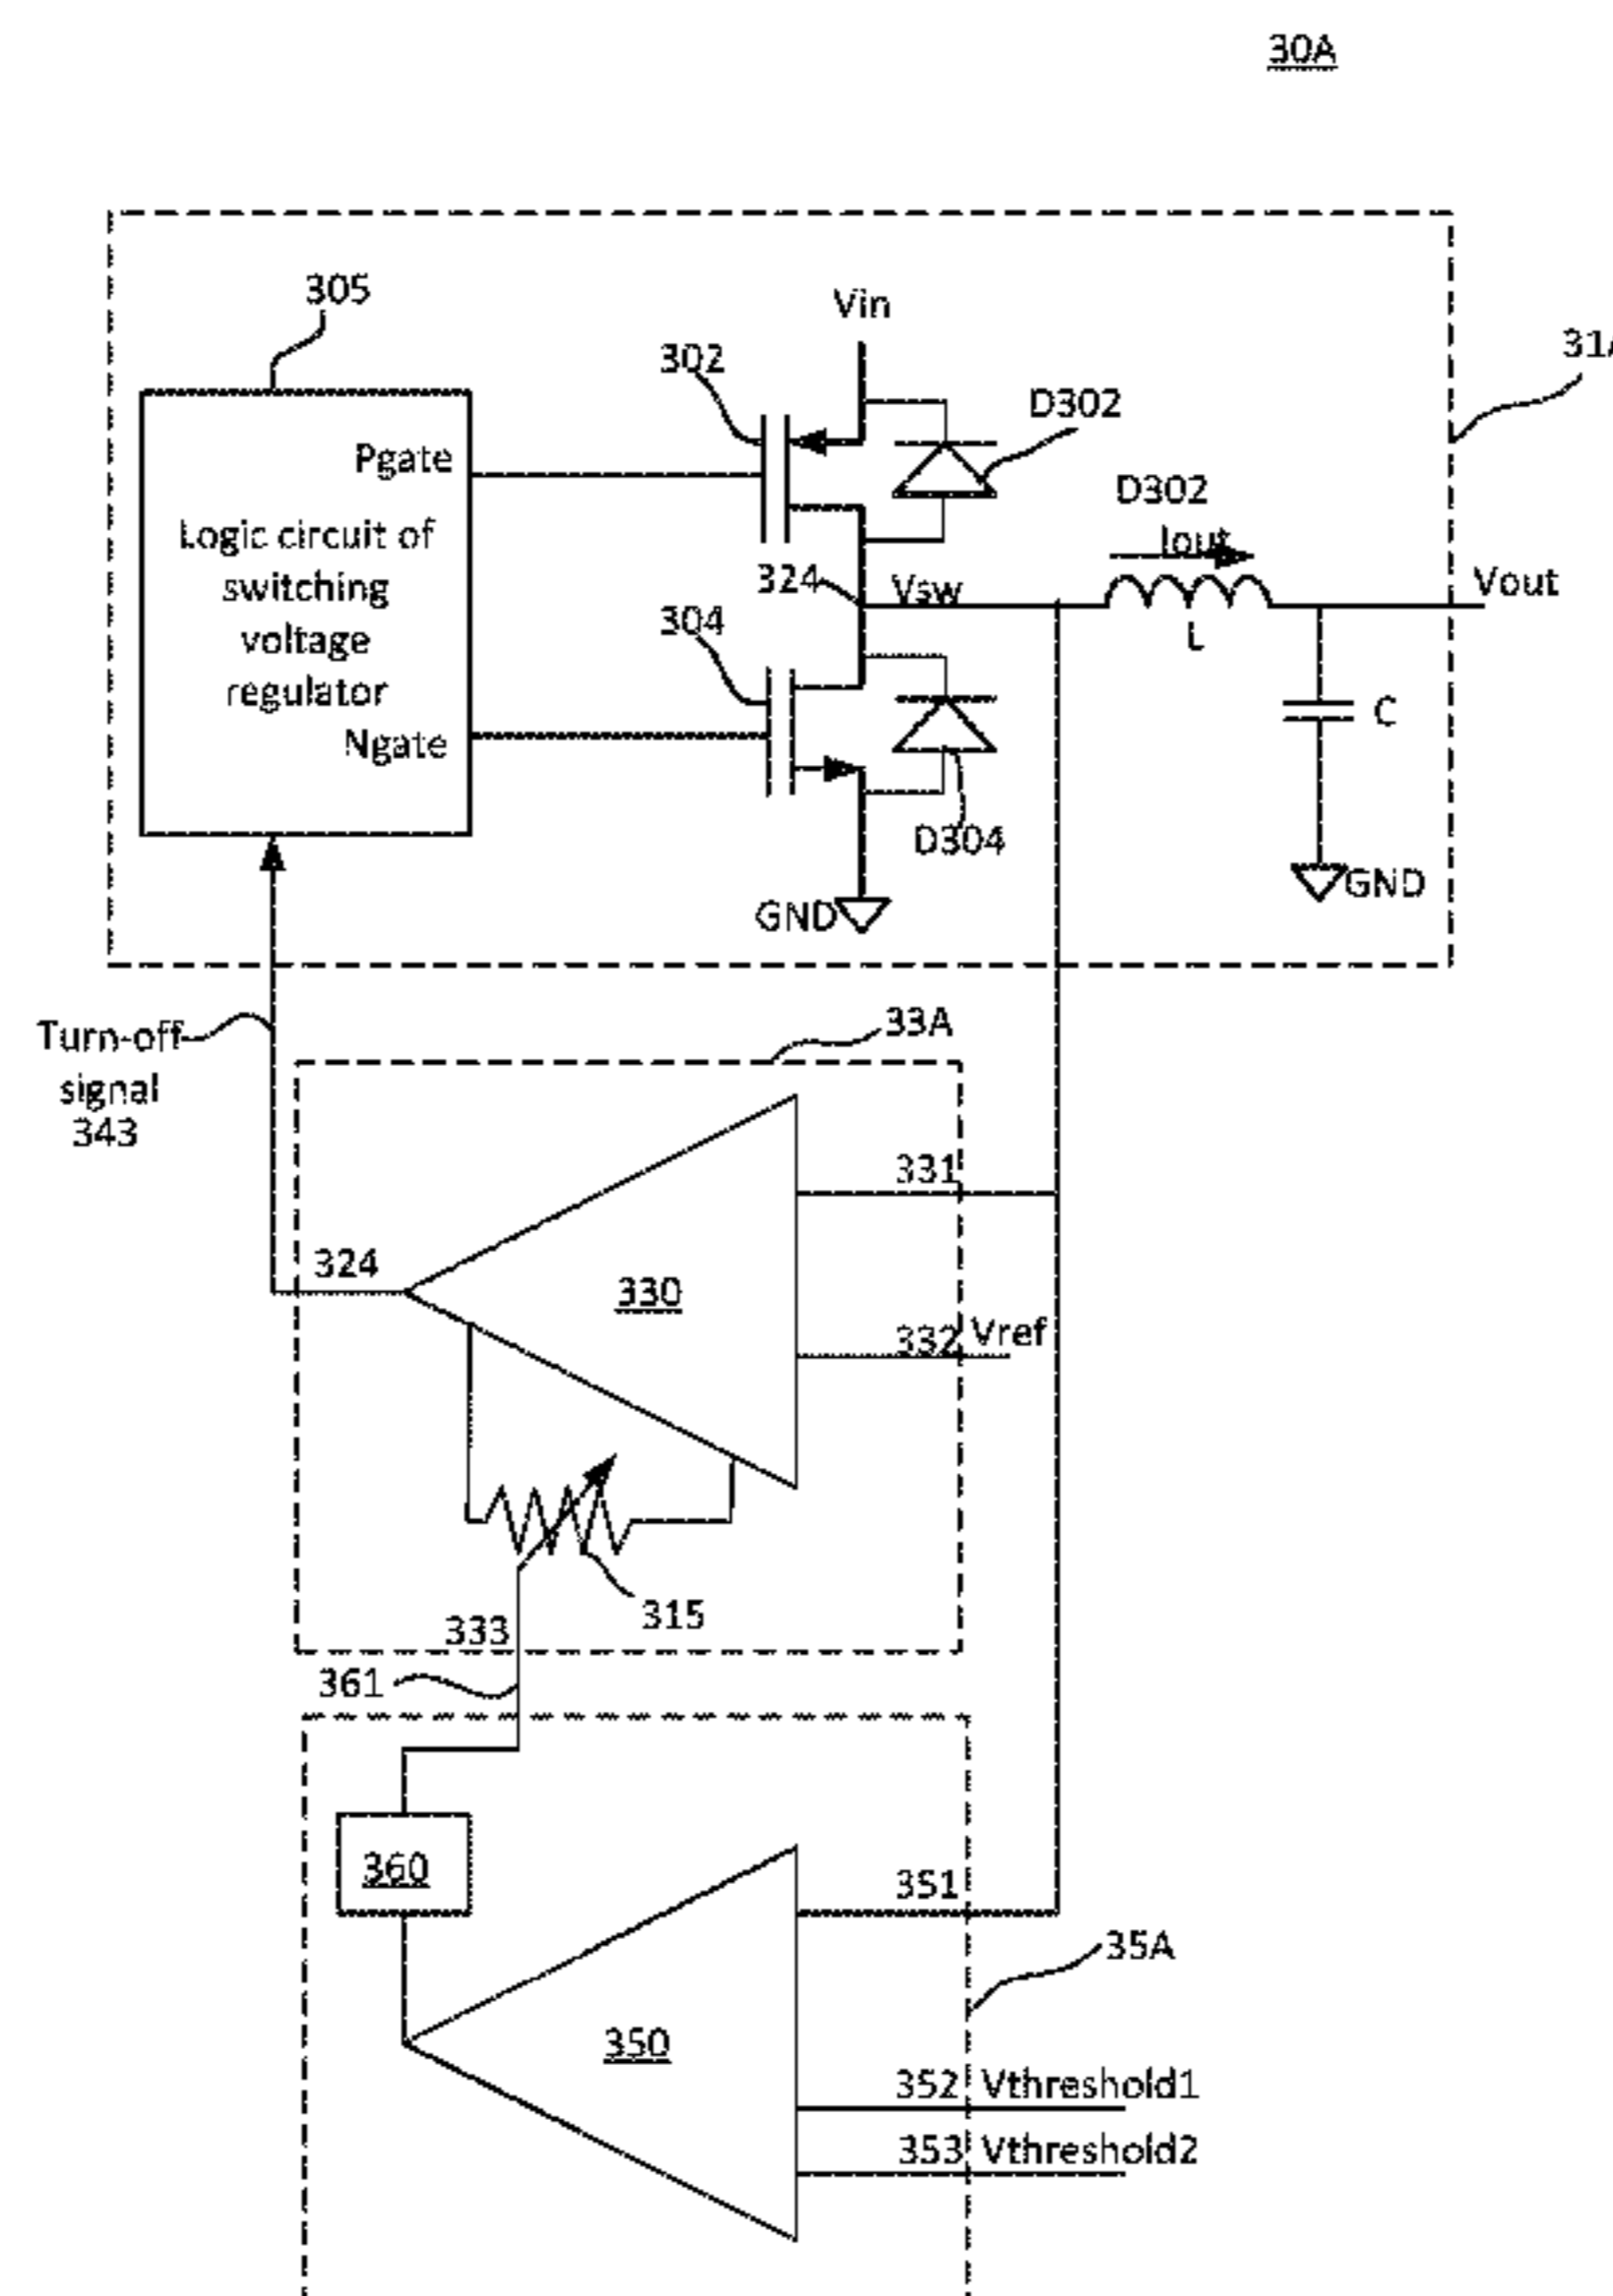 30A
305
Vin
302
D302
31
Pgate
D302
Iout
Logic circuit of
switching
voltage
regulator
324
Vsw
Vout
304
L
C
Ngate
D304
GND
GND
Turn-off
signal
343
33A
331
324
330
332
Vref
315
333
361
360
351
35A
350
352
Vthreshold1
353
Vthreshold2